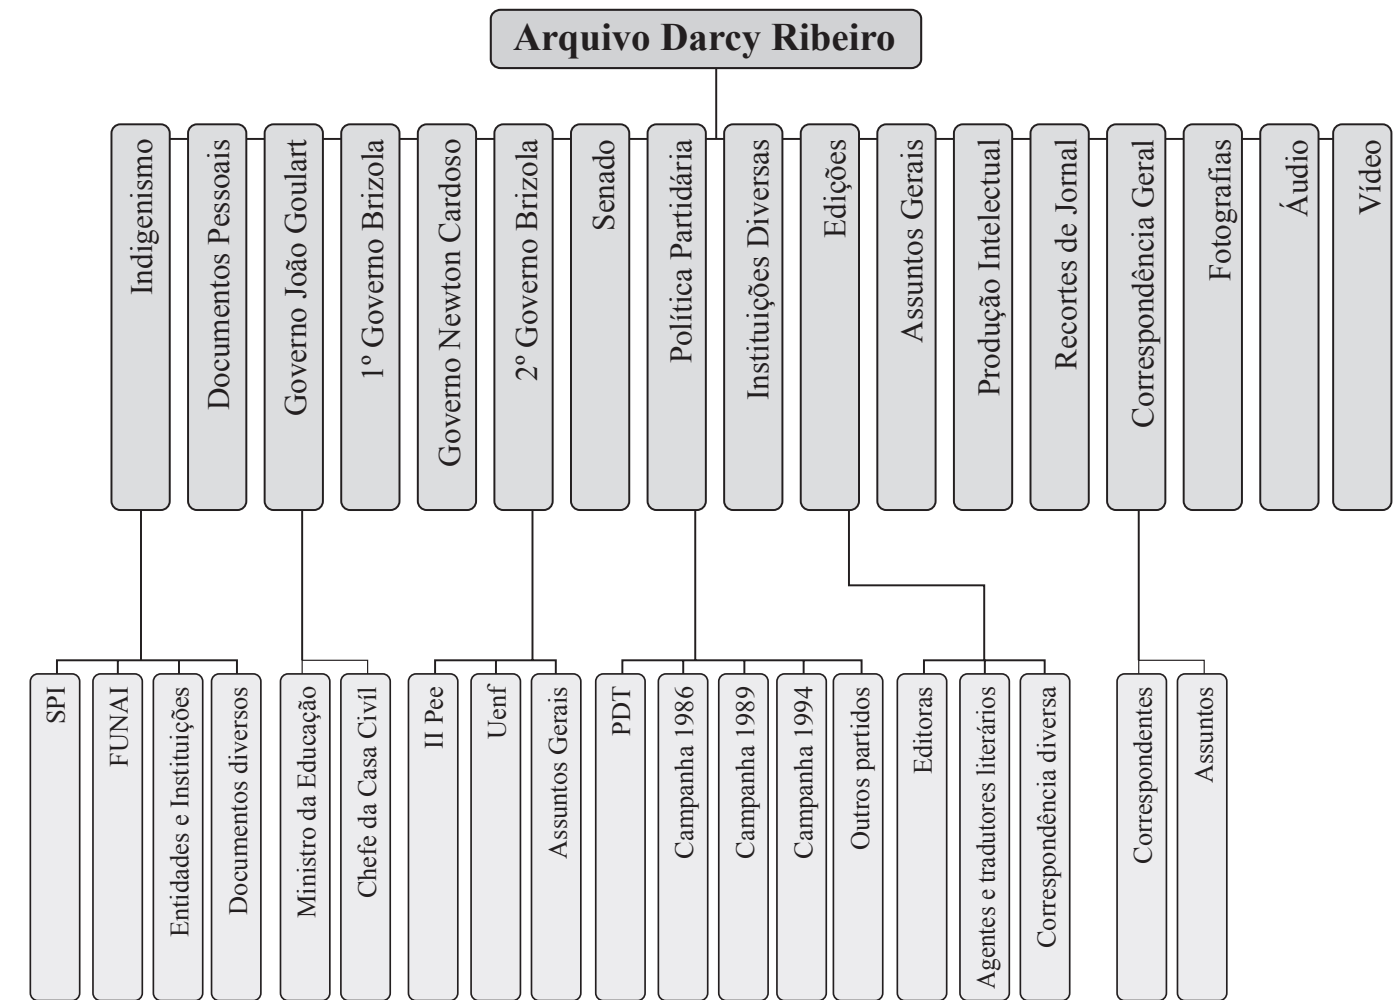 Arquivo Darcy Ribeiro
Indigenismo
Documentos Pessoais
Governo João Goulart
1º Governo Brizola
Governo Newton Cardoso
2º Governo Brizola
Senado
Política Partidária
Instituições Diversas
Edições
Assuntos Gerais
Produção Intelectual
Recortes de Jornal
Correspondência Geral
Fotografias
Áudio
Vídeo
SPI
FUNAI
Entidades e Instituições
Documentos diversos
Ministro da Educação
Chefe da Casa Civil
II Pee
Uenf
Assuntos Gerais
PDT
Campanha 1986
Campanha 1989
Campanha 1994
Outros partidos
Editoras
Agentes e tradutores literários
Correspondência diversa
Correspondentes
Assuntos